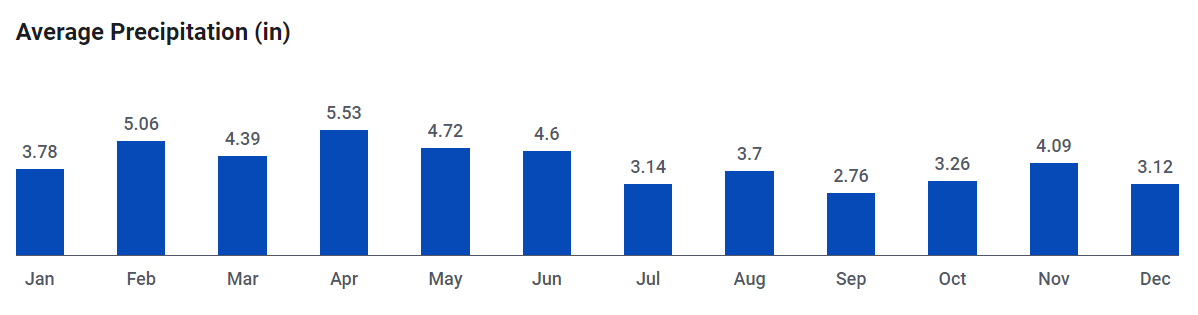 Average Precipitation (in)
3.78 5.06 4.39 5.53 4.72 4.6 3.14 3.7 2.76 3.26 4.09 3.12
Jan Feb Mar Apr May Jun Jul Aug Sep Oct Nov Dec